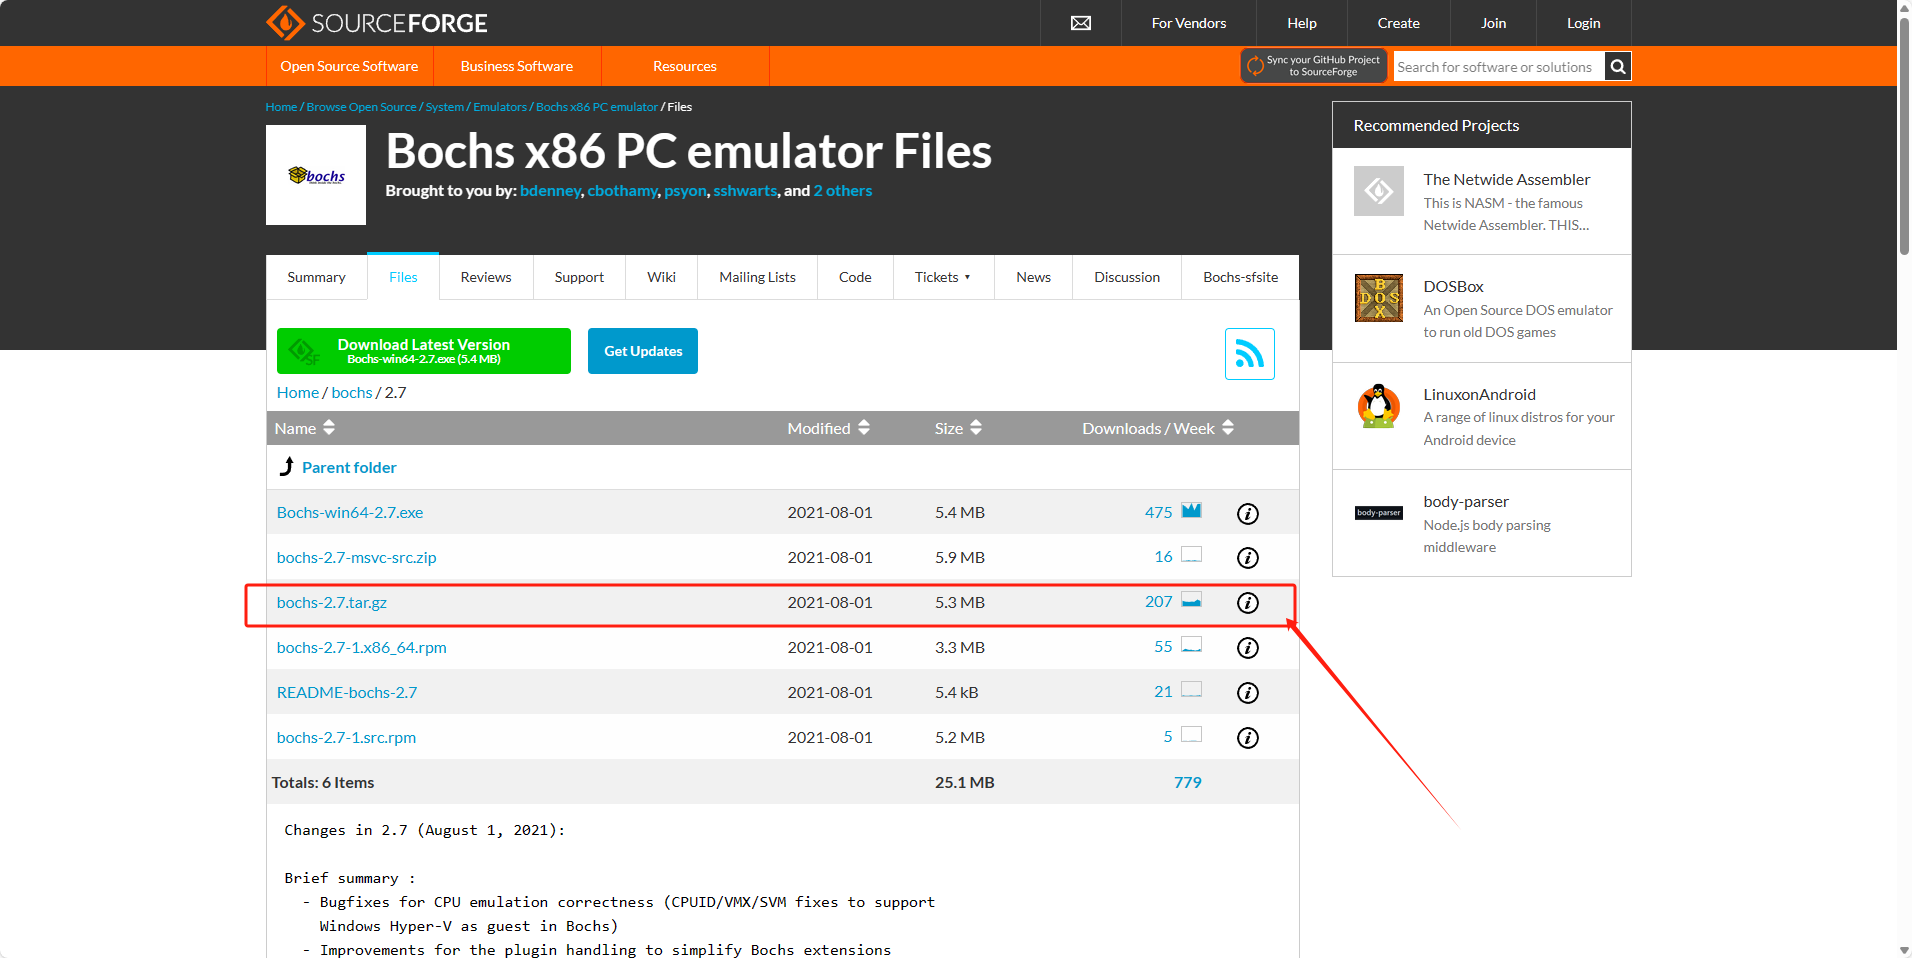 SOURCEFORGE
For Vendors
Help
Create
Join
Login
Open Source Software
Business Software
Resources
Sync your GitHub Project
to SourceForge
Search for software or solutions
Home / Browse Open Source / System / Emulators / Bochs x86 PC emulator / Files
bochs
Bochs x86 PC emulator Files
Brought to you by: bdenney, cbothamy, psyon, sshwarts, and 2 others
Summary
Files
Reviews
Support
Wiki
Mailing Lists
Code
Tickets
News
Discussion
Bochs-sfsite
SF
Download Latest Version
Bochs-win64-2.7.exe (5.4 MB)
Get Updates
Home / bochs / 2.7
Name Modified Size Downloads / Week
Parent folder
Bochs-win64-2.7.exe 2021-08-01 5.4 MB 475 i
bochs-2.7-msvc-src.zip 2021-08-01 5.9 MB 16 i
bochs-2.7.tar.gz 2021-08-01 5.3 MB 207 i
bochs-2.7-1.x86_64.rpm 2021-08-01 3.3 MB 55 i
README-bochs-2.7 2021-08-01 5.4 kB 21 i
bochs-2.7-1.src.rpm 2021-08-01 5.2 MB 5 i
Totals: 6 Items 25.1 MB 779
Changes in 2.7 (August 1, 2021):
Brief summary :
- Bugfixes for CPU emulation correctness (CPUID/VMX/SVM fixes to support
Windows Hyper-V as guest in Bochs)
- Improvements for the plugin handling to simplify Bochs extensions
Recommended Projects
The Netwide Assembler
This is NASM - the famous
Netwide Assembler. THIS...
DOSBox
An Open Source DOS emulator
to run old DOS games
LinuxonAndroid
A range of linux distros for your
Android device
body-parser
body-parser
Node.js body parsing
middleware